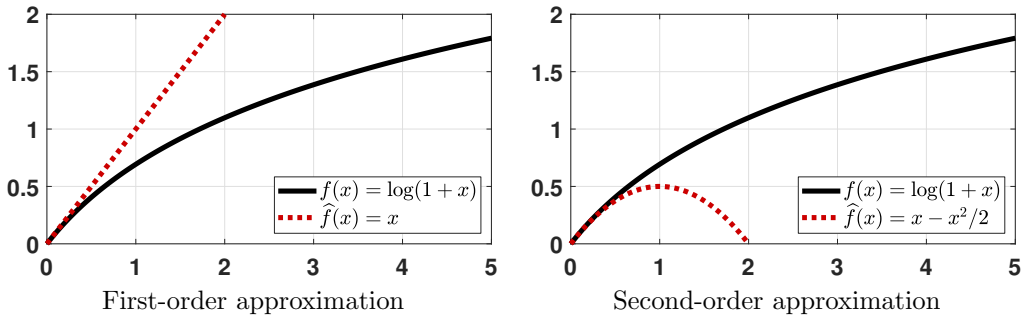 2
1.5
1
0.5
0
0 1 2 3 4 5
f(x) = log(1 + x)
f̂(x) = x
First-order approximation
2
1.5
1
0.5
0
0 1 2 3 4 5
f(x) = log(1 + x)
f̂(x) = x − x²/2
Second-order approximation